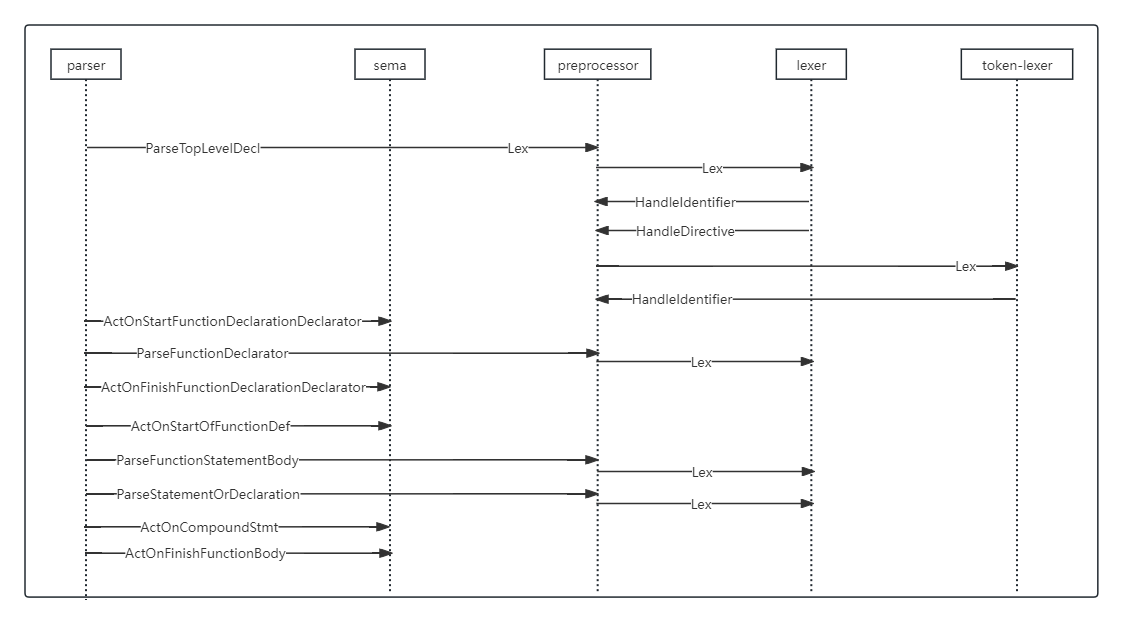 parser
sema
preprocessor
lexer
token-lexer
ParseTopLevelDecl
Lex
Lex
HandleIdentifier
HandleDirective
Lex
HandleIdentifier
ActOnStartFunctionDeclarationDeclarator
ParseFunctionDeclarator
Lex
ActOnFinishFunctionDeclarationDeclarator
ActOnStartOfFunctionDef
ParseFunctionStatementBody
Lex
ParseStatementOrDeclaration
Lex
ActOnCompoundStmt
ActOnFinishFunctionBody